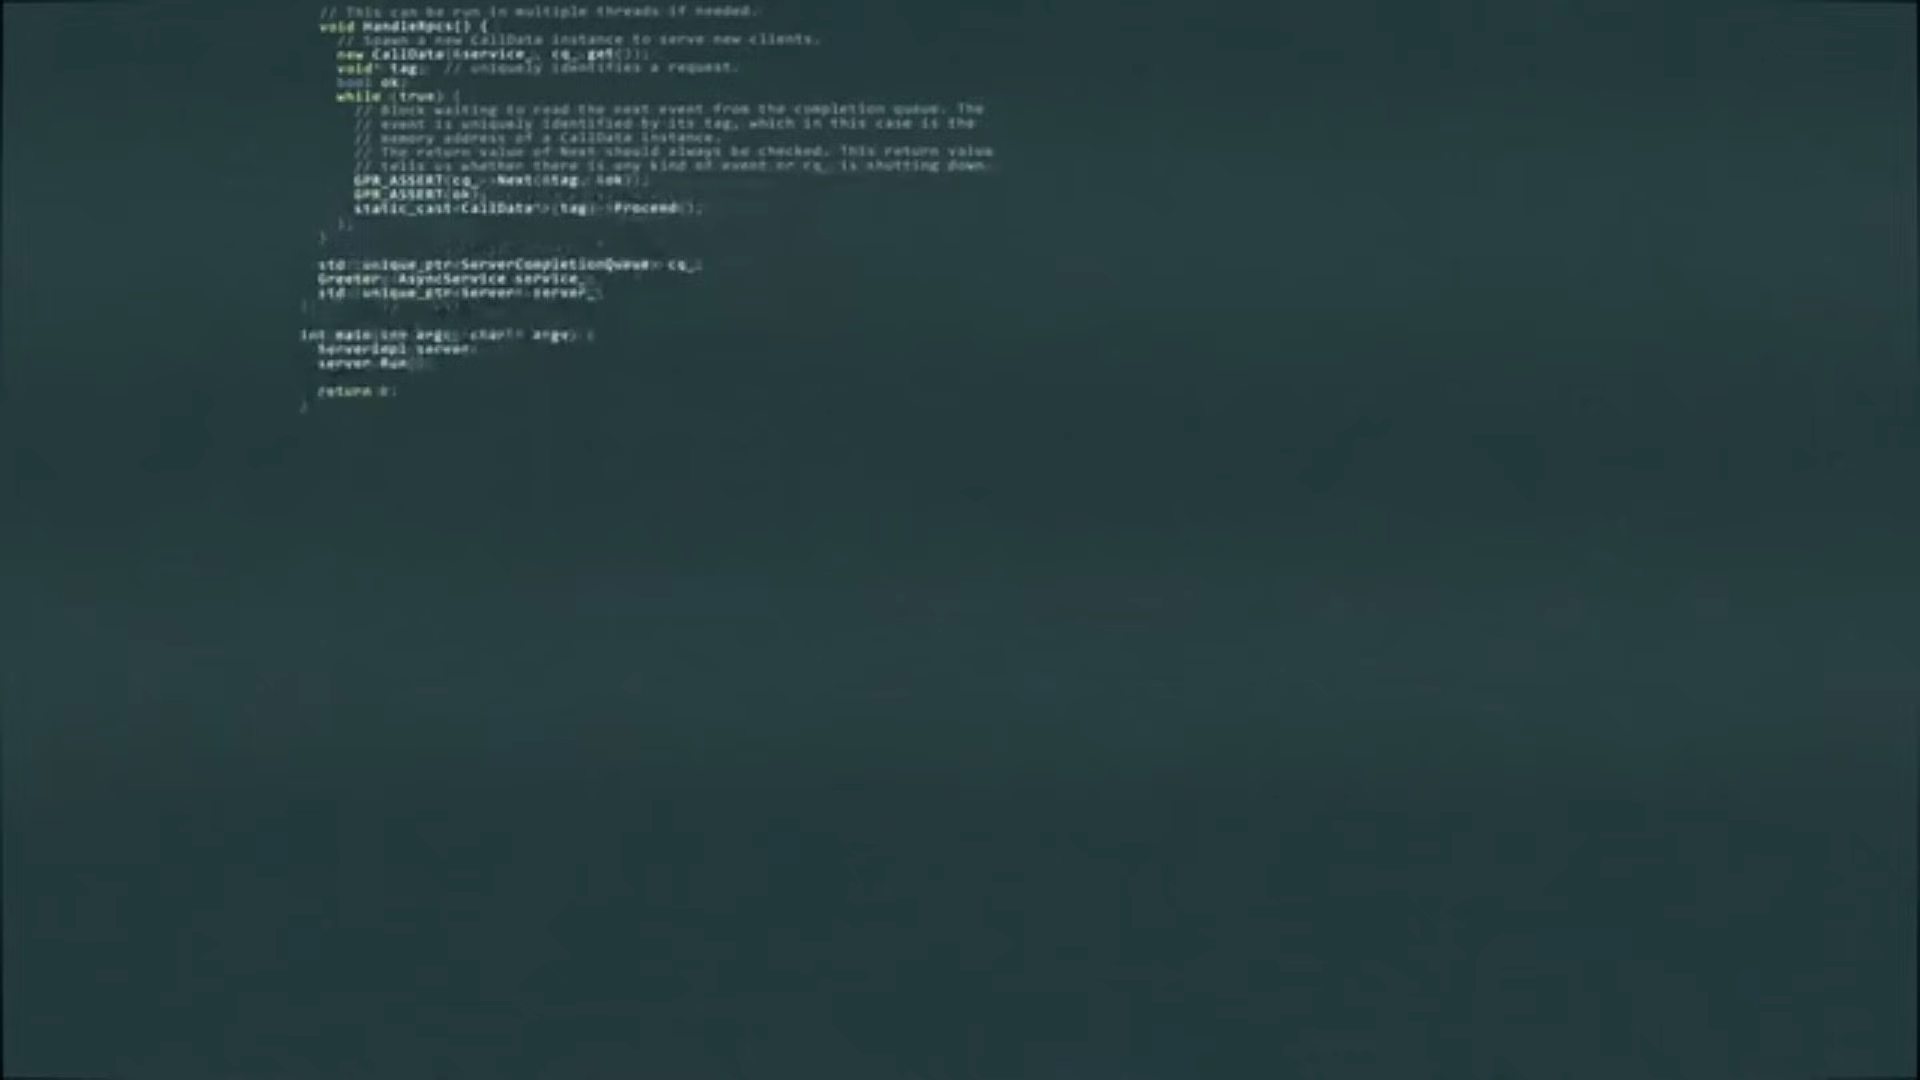 // This can be run in multiple threads if needed.
void HandleRpcs() {
// Spawn a new CallData instance to serve new clients.
new CallData(&service_, cq_.get());
void* tag; // uniquely identifies a request.
bool ok;
while (true) {
// Block waiting to read the next event from the completion queue. The
// event is uniquely identified by its tag, which in this case is the
// memory address of a CallData instance.
// The return value of Next should always be checked. This return value
// tells us whether there is any kind of event or cq_ is shutting down.
GPR_ASSERT(cq_->Next(&tag, &ok));
GPR_ASSERT(ok);
static_cast<CallData*>(tag)->Proceed();
}
}
std::unique_ptr<ServerCompletionQueue> cq_;
Greeter::AsyncService service_;
std::unique_ptr<Server> server_;
};
int main(int argc, char** argv) {
ServerImpl server;
server.Run();
return 0;
}